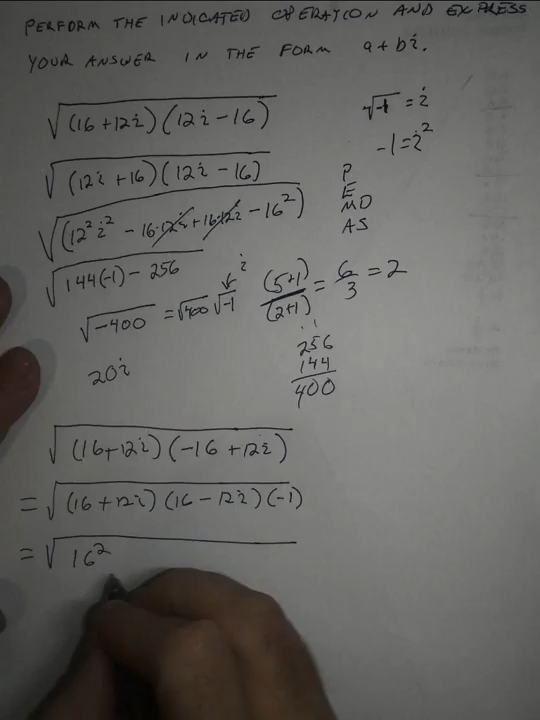 PERFORM THE INDICATED OPERATION AND EXPRESS
YOUR ANSWER IN THE FORM a+bi.
√((16+12i)(12i-16))
√-1 = i
-1 = i²
√((12i+16)(12i-16))
P
E
MD
AS
√((12²i² - 16·12i + 16·12i - 16²)
√(144(-1) - 256
√-400 = √400 √-1
i
(5+1)/(2+1) = 6/3 = 2
20i
256
144
400
√((16+12i)(-16+12i))
= √((16+12i)(16-12i)(-1))
= √(16²